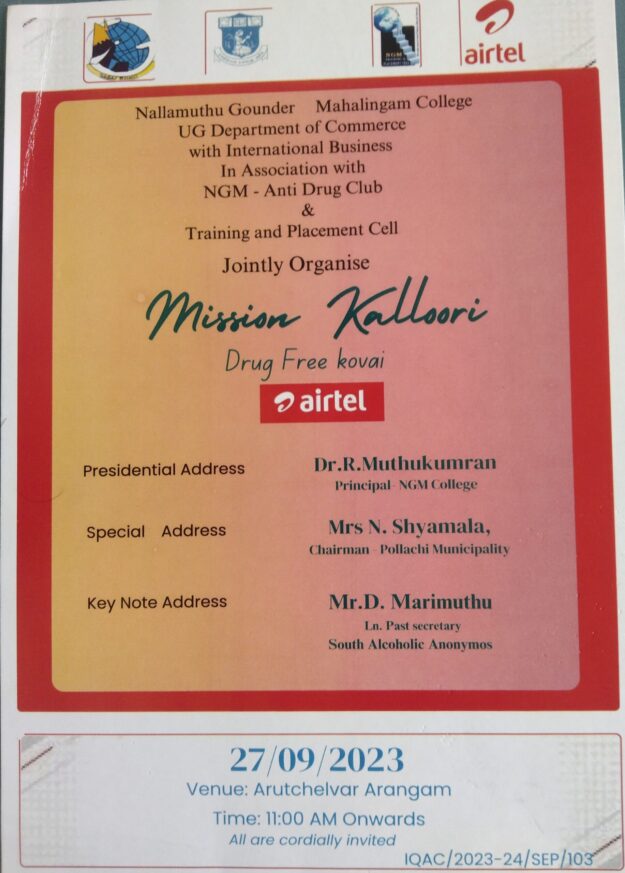 NGM
airtel
Nallamuthu Gounder Mahalingam College
UG Department of Commerce
with International Business
In Association with
NGM - Anti Drug Club
&
Training and Placement Cell
Jointly Organise
Mission Kalloori
Drug Free kovai
airtel
Presidential Address
Dr.R.Muthukumran
Principal- NGM College
Special Address
Mrs N. Shyamala,
Chairman - Pollachi Municipality
Key Note Address
Mr.D. Marimuthu
Ln. Past secretary
South Alcoholic Anonymos
27/09/2023
Venue: Arutchelvar Arangam
Time: 11:00 AM Onwards
All are cordially invited
IQAC/2023-24/SEP/103